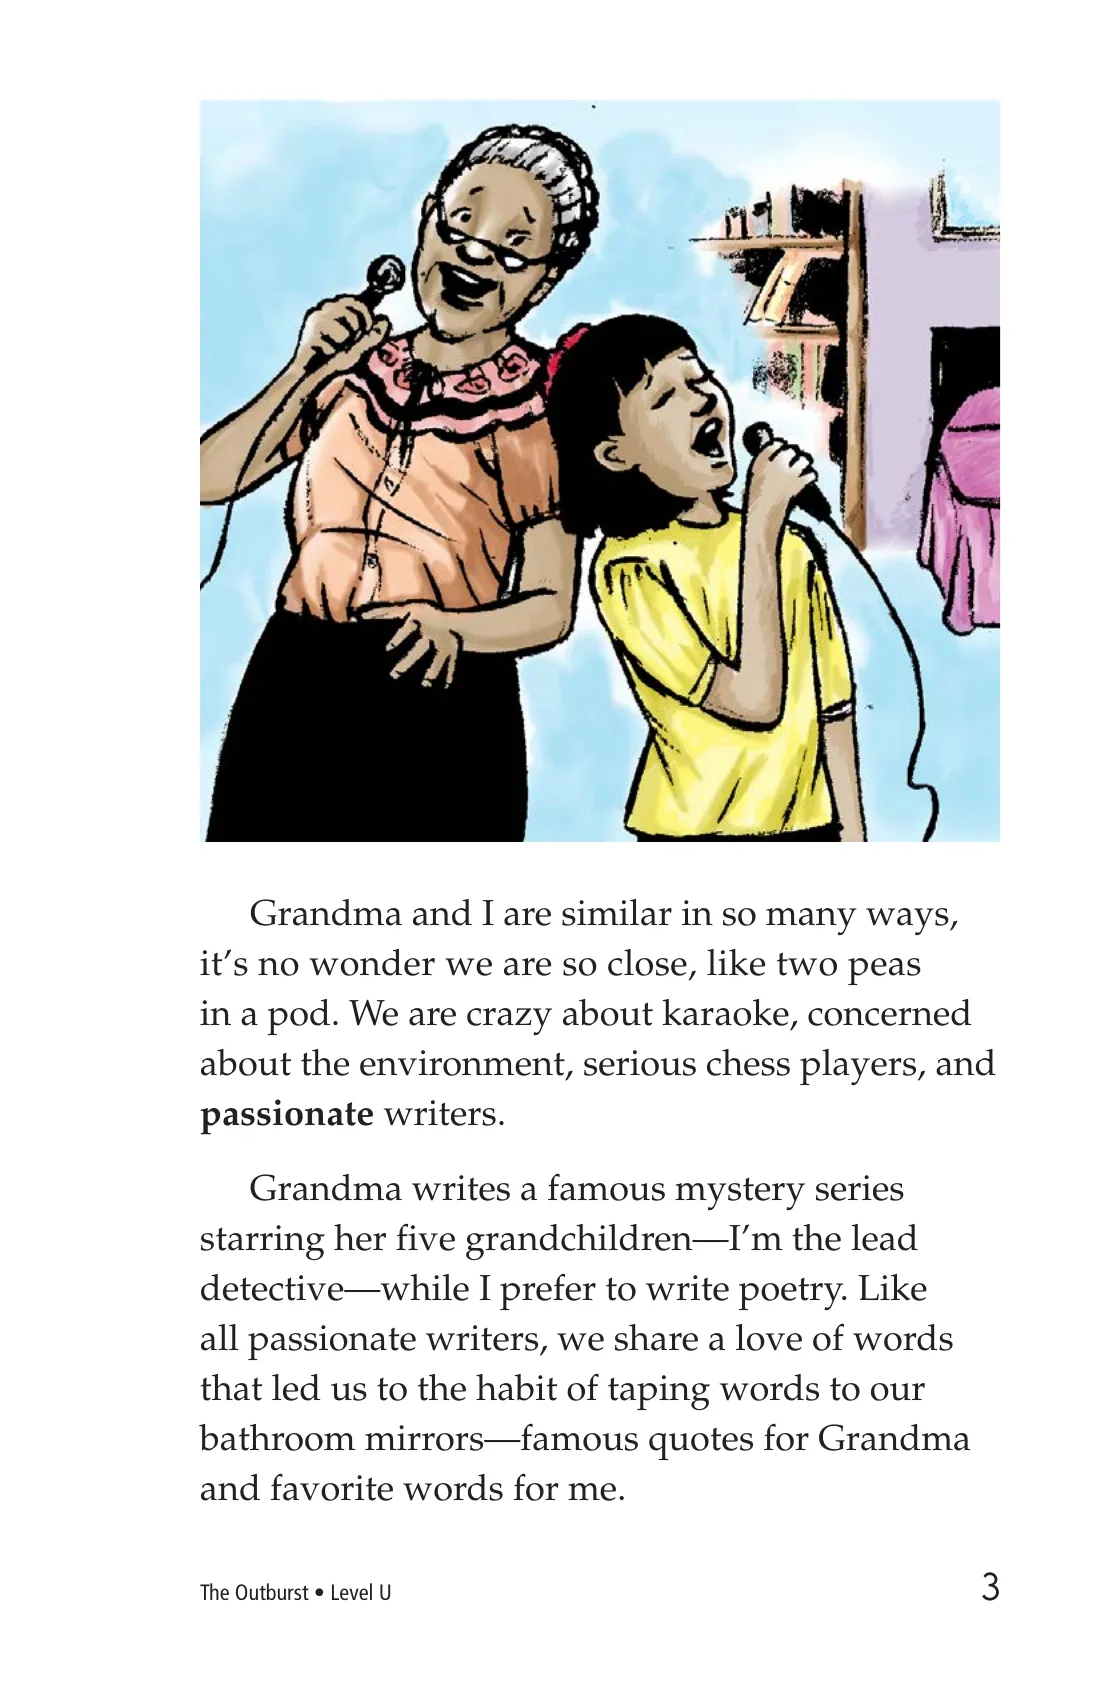 Grandma and I are similar in so many ways,
it’s no wonder we are so close, like two peas
in a pod. We are crazy about karaoke, concerned
about the environment, serious chess players, and
passionate writers.
Grandma writes a famous mystery series
starring her five grandchildren—I’m the lead
detective—while I prefer to write poetry. Like
all passionate writers, we share a love of words
that led us to the habit of taping words to our
bathroom mirrors—famous quotes for Grandma
and favorite words for me.
The Outburst • Level U
3